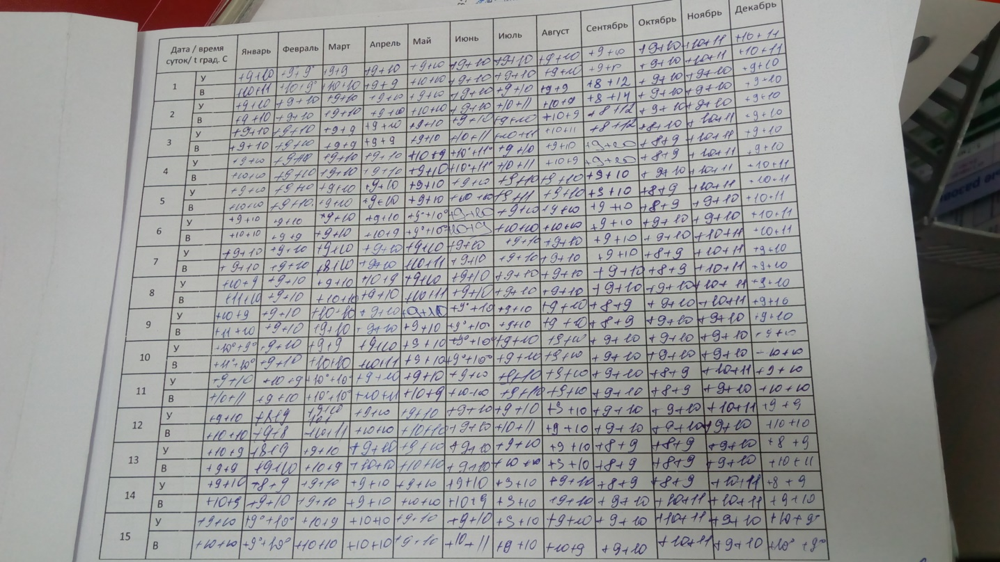 Дата / время суток/ t град. С Январь Февраль Март Апрель Май Июнь Июль Август Сентябрь Октябрь Ноябрь Декабрь
1 У +9+10 +9+9° +9+9 +9+10 +9+10 +9+10 +9+10 +9+10 +9+10 +9+10 +10+11 +10+11
В +10+11 +10+9° +10+10 +9+9 +10+10 +9+10 +9+10 +9+10 +9+10 +10+11 +10+11
2 У +9+10 +9+10 +9+10 +9+10 +9+10 +9+10 +9+10 +9+9 +8+12 +9+10 +9+10 +9+10
В +9+10 +9+10 +9+10 +9+10 +10+10 +9+10 +10+11 +10+9 +9+10 +9+10 +9+10
3 У +9+10 +9+10 +9+9 +9+10 +9+10 +9+10 +9+10 +10+9 +8+12 +9+10 +9+10 +9+10
В +9+10 +9+10 +9+9 +9+9 +9+10 +10+11 +10+11 +10+11 +8+12 +8+10 +10+11 +9+10
4 У +9+10 +9+10 +9+10 +9+10 +10+9 +10°+11° +9+10 +9+10 +9+10 +8+9 +10+11 +9+10
В +10+10 +9+10 +9+10 +9+10 +9+10 +10°+11° +10+11 +10+9 +9+10 +8+9 +10+11 +9+10
5 У +9+10 +9+10 +9+10 +9+10 +9+10 +9+10 +9+10 +9+10 +9+10 +9+10 +10+11 +10+11
В +10+10 +9+10 +9+10 +9+10 +9+10 +10+10 +9+11 +9+10 +9+10 +8+9 +10+11 +10+11
6 У +9+10 +9+10 +9+10 +9+10 +9°+10° +9+10 +9+10 +9+10 +9+10 +8+9 +9+10 +10+11
В +10+10 +9+9 +9+10 +10+9 +9°+10° +10+9 +10+10 +10+10 +9+10 +9+10 +9+10 +10+11
7 У +9+10 +9+10 +9+10 +9+10 +9+10 +9+10 +9+10 +9+10 +9+10 +9+10 +10+11 +10+11
В +9+10 +9+10 +8+10 +9+10 +10+11 +9+10 +9+10 +9+10 +9+10 +8+9 +10+11 +9+10
8 У +10+9 +9+10 +9+10 +10+9 +9+10 +9+10 +9+10 +9+10 +9+10 +8+9 +10+11 +9+10
В +11+10 +9+10 +10+10 +9+10 +10+11 +9+10 +9+10 +9+10 +9+10 +9+10 +10+11 +9+10
9 У +10+9 +9+10 +10+10 +9+10 +9+10 +9°+10 +9+10 +9+10 +8+9 +9+10 +10+11 +9+10
В +11+10 +9+10 +9+10 +9+10 +9+10 +9°+10° +9+10 +9+10 +8+9 +9+10 +9+10 +9+10
10 У +10°+9° +9+10 +9+9 +9+10 +9+10 +9°+10° +9+10 +9+10 +9+10 +9+10 +9+10 +9+10
В +11°+10° +9+10 +10+10 +10+11 +9+10 +9°+10° +9+10 +9+10 +9+10 +9+10 +9+10 +10+10
11 У +9+10 +10+9 +10°+10° +9+10 +9+10 +9+10 +9+10 +9+10 +9+10 +8+9 +10+11 +9+10
В +10+11 +9+10 +10°+10° +10+11 +10+9 +10+10 +9+10 +9+10 +9+10 +8+9 +9+10 +10+10
12 У +9+10 +8+9 +9+10 +9+10 +9+10 +9+10 +9+10 +9+10 +9+10 +9+10 +10+11 +9+9
В +10+10 +9+8 +10+11 +10+10 +10+10 +9+10 +10+11 +9+10 +9+10 +9+10 +9+10 +10+10
13 У +10+9 +8+9 +9+10 +9+10 +9+10 +9+10 +9+10 +9+10 +8+9 +8+9 +9+10 +8+9
В +9+9 +9+10 +10+9 +10+10 +10+10 +9+10 +10+10 +9+10 +8+9 +8+9 +9+10 +10+11
14 У +9+10 +8+9 +9+10 +9+10 +9+10 +9+10 +9+10 +9+10 +8+9 +8+9 +10+11 +8+9
В +10+9 +9+10 +9+10 +9+10 +10+10 +10+9 +9+10 +9+10 +9+10 +10+11 +10+11 +9+10
15 У +9+10 +9°+10° +10+9 +10+10 +9+10 +9+10 +9+10 +9+10 +9+10 +10+11 +9+10 +10+9°
В +10+10 +9°+10° +10+10 +10+10 +9+10 +10+11 +9+10 +10+9 +9+10 +10+11 +9+10 +10°+9°